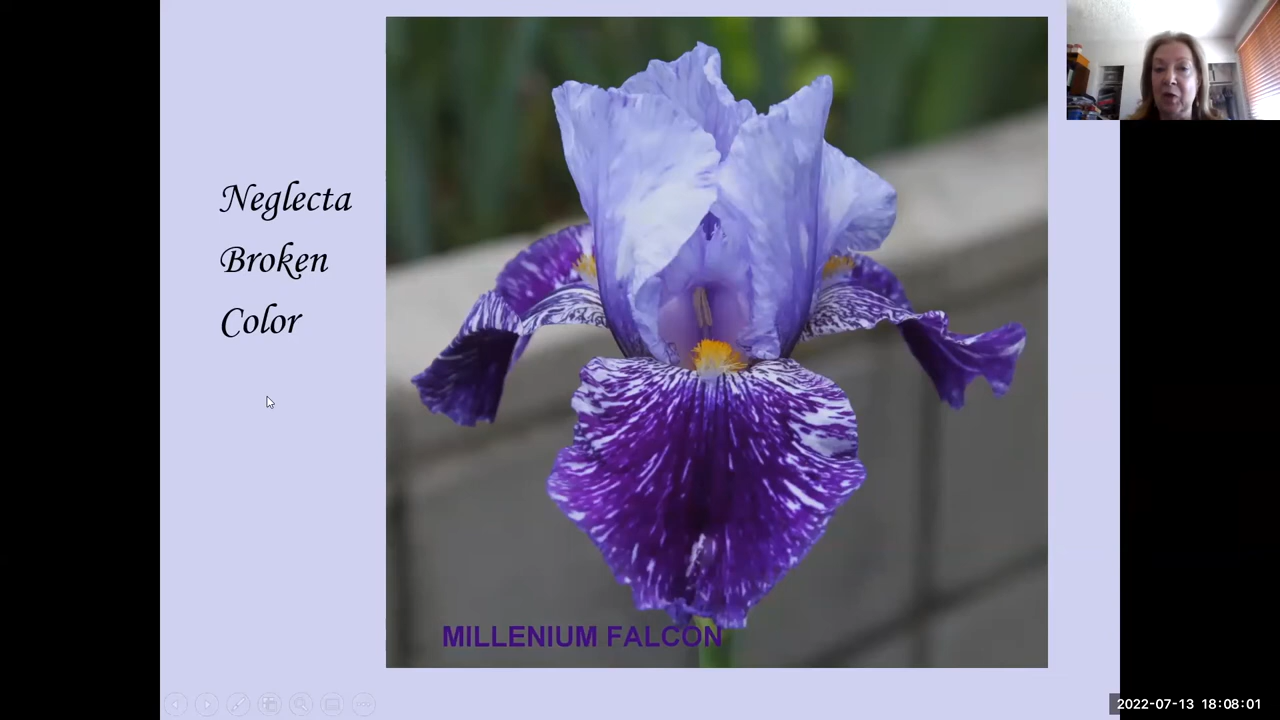 Neglecta
Broken
Color
MILLENIUM FALCON
2022-07-13 18:08:01